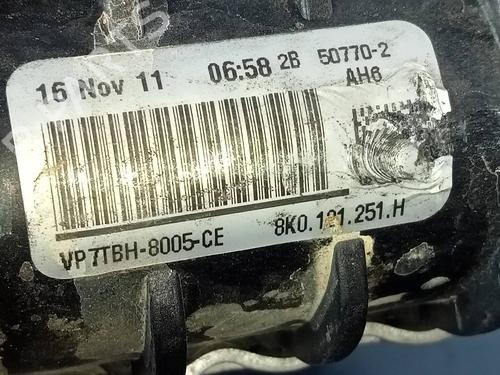 16 Nov 11 06:58 2B 50770-2
AH6
VP7TBH-8005-CE 8K0.121.251.H